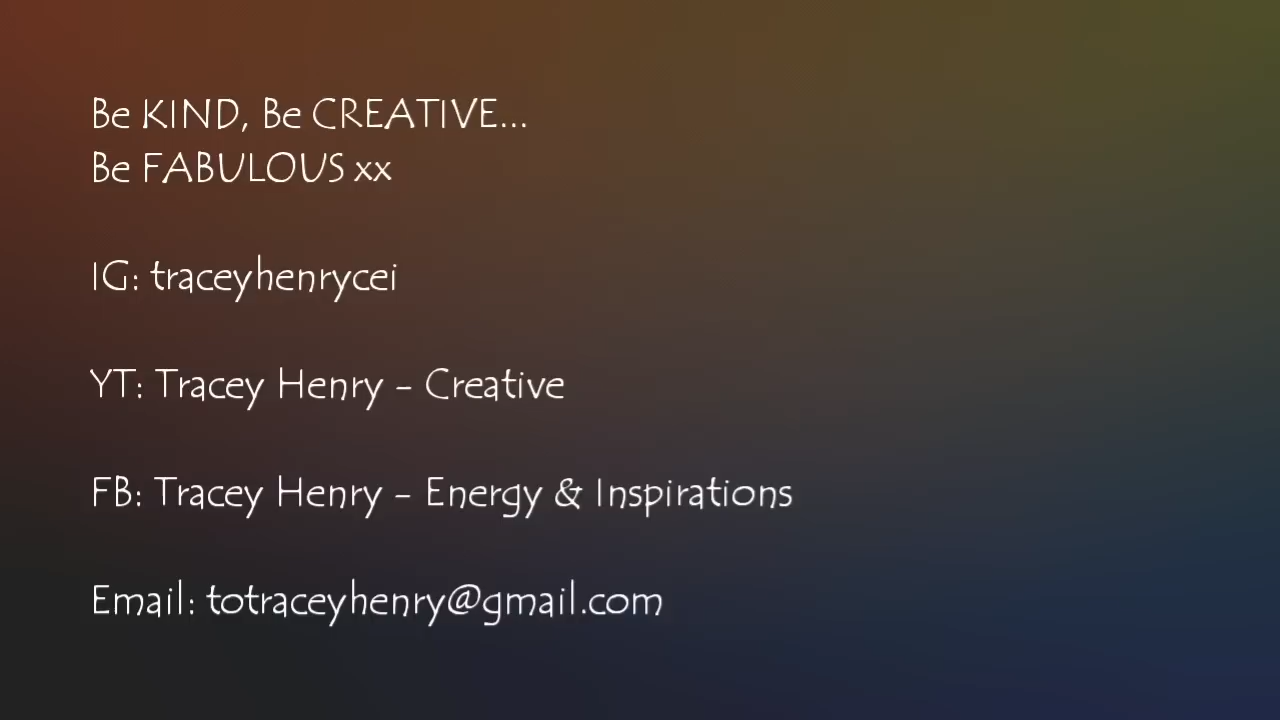 Be KIND, Be CREATIVE...
Be FABULOUS xx
IG: traceyhenrycei
YT: Tracey Henry - Creative
FB: Tracey Henry - Energy & Inspirations
Email: totraceyhenry@gmail.com